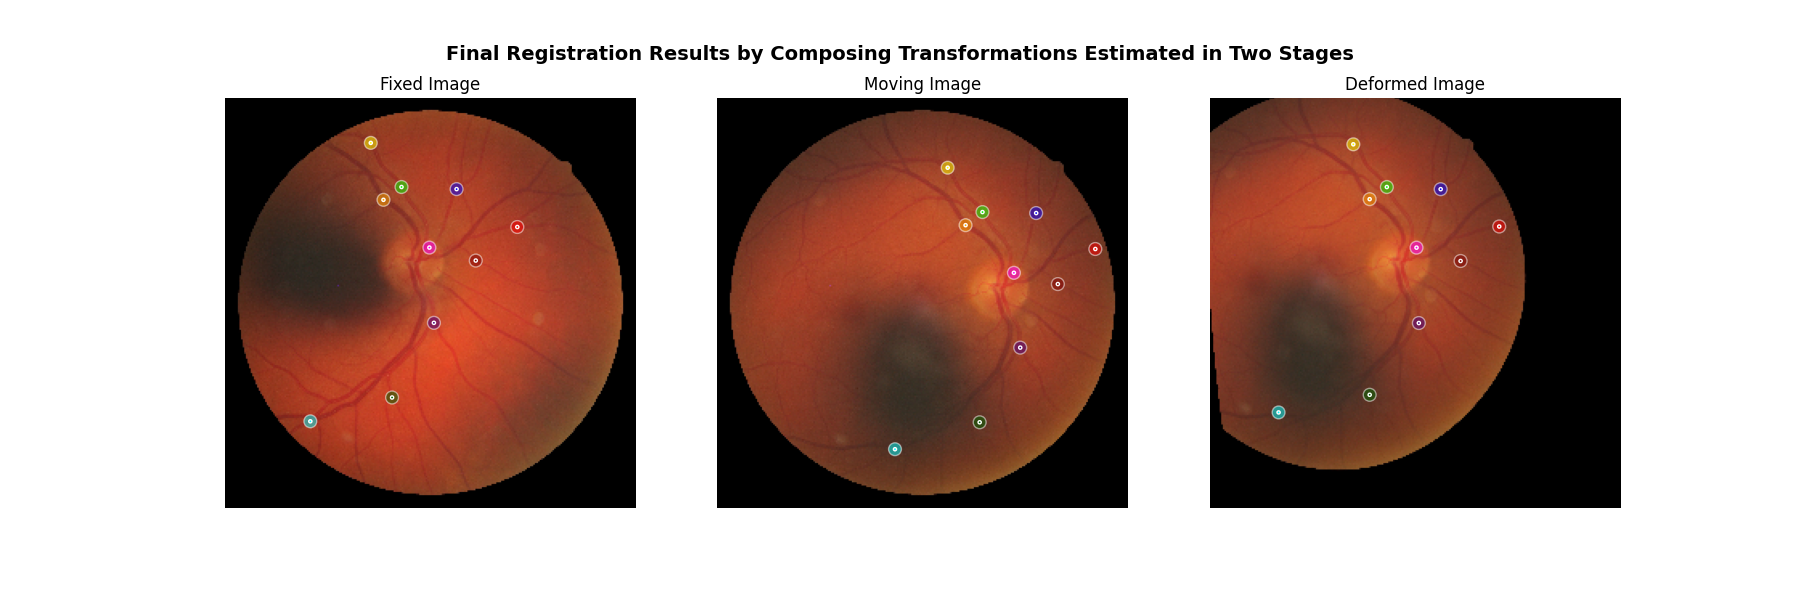 Final Registration Results by Composing Transformations Estimated in Two Stages
Fixed Image
Moving Image
Deformed Image